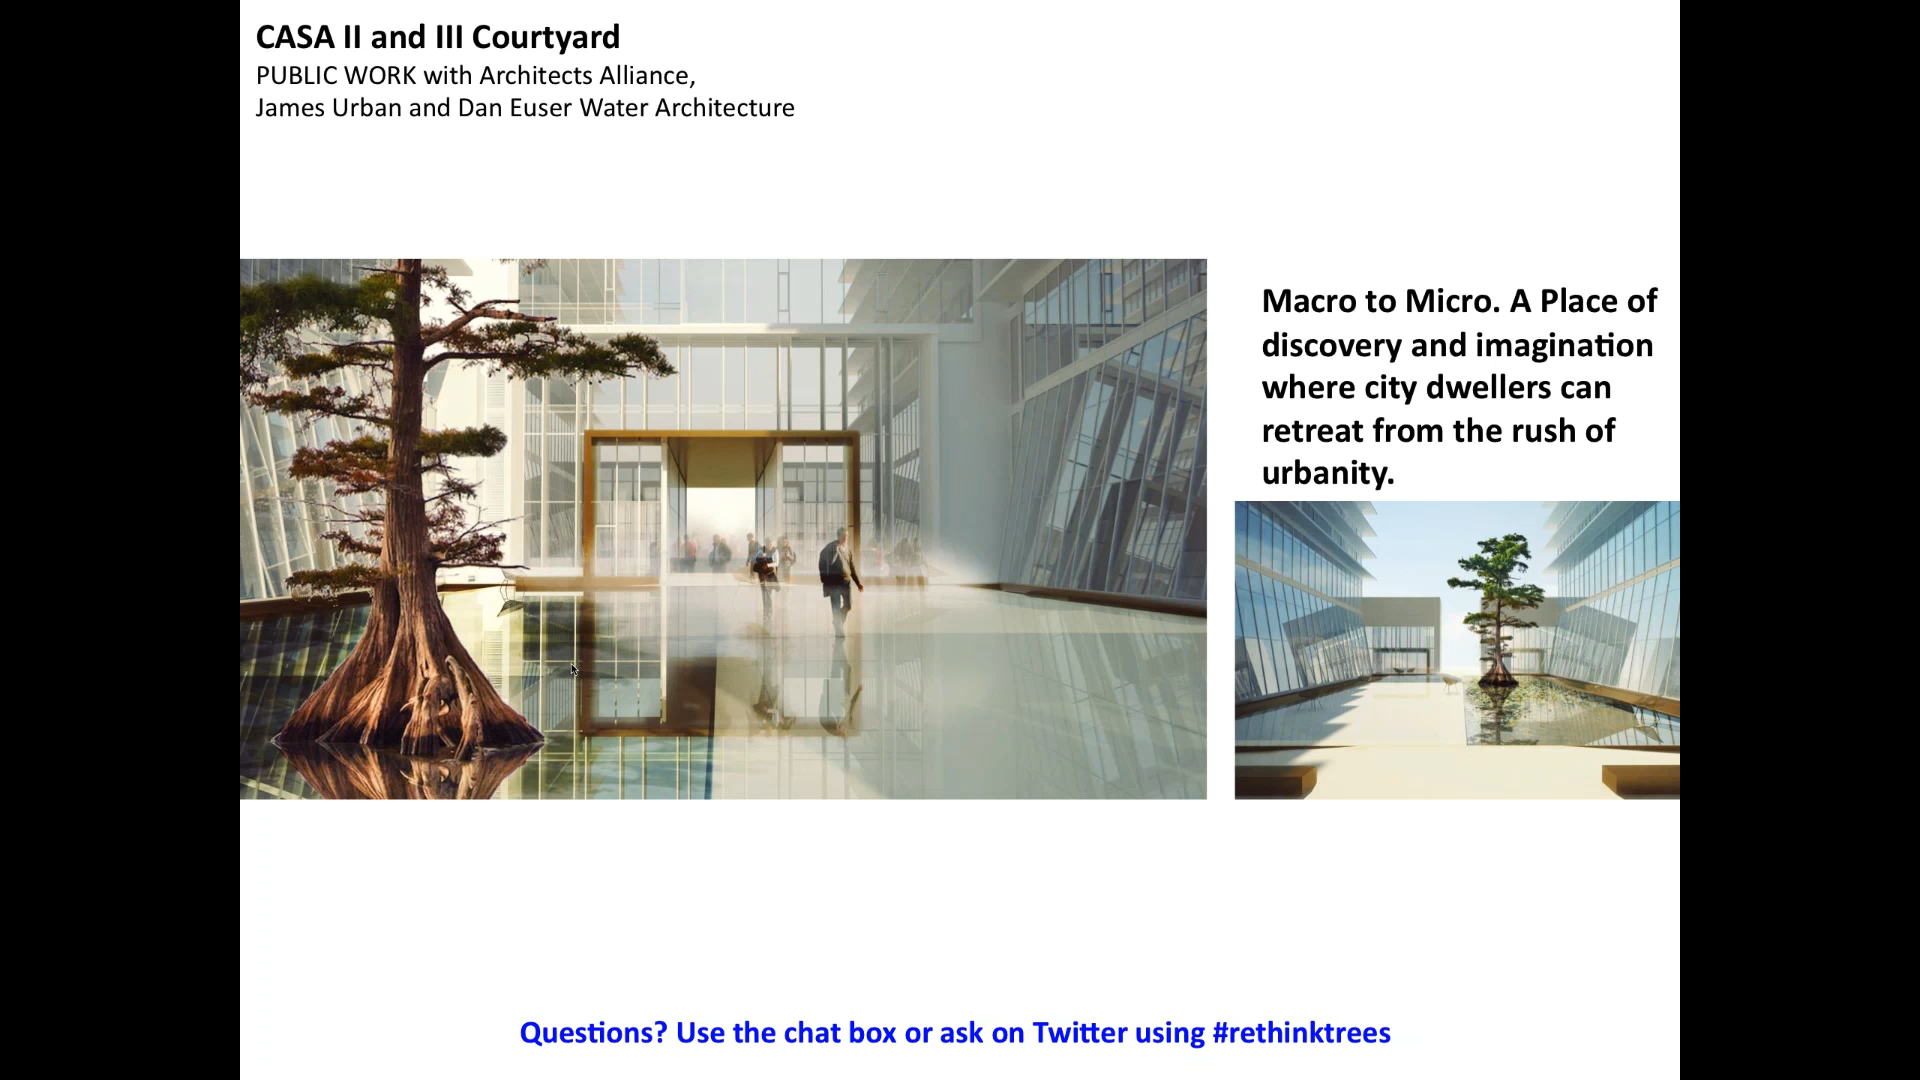 CASA II and III Courtyard
PUBLIC WORK with Architects Alliance,
James Urban and Dan Euser Water Architecture
Macro to Micro. A Place of
discovery and imagination
where city dwellers can
retreat from the rush of
urbanity.
Questions? Use the chat box or ask on Twitter using #rethinktrees